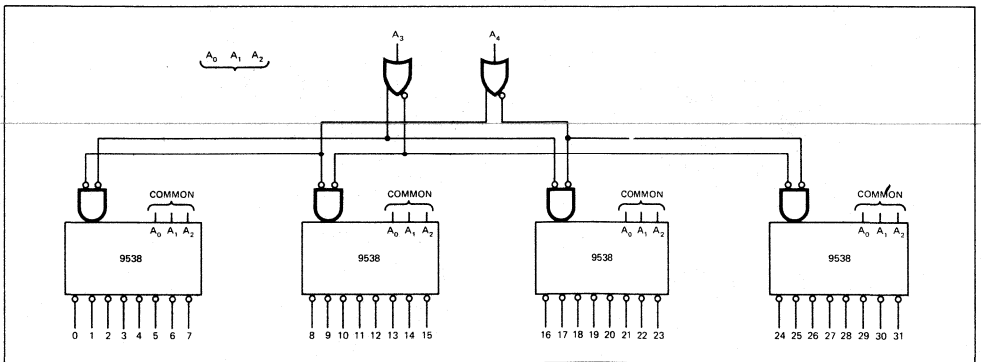 A3 A4
A0 A1 A2
COMMON COMMON COMMON COMMON
A0 A1 A2 A0 A1 A2 A0 A1 A2 A0 A1 A2
9538 9538 9538 9538
0 1 2 3 4 5 6 7 8 9 10 11 12 13 14 15 16 17 18 19 20 21 22 23 24 25 26 27 28 29 30 31